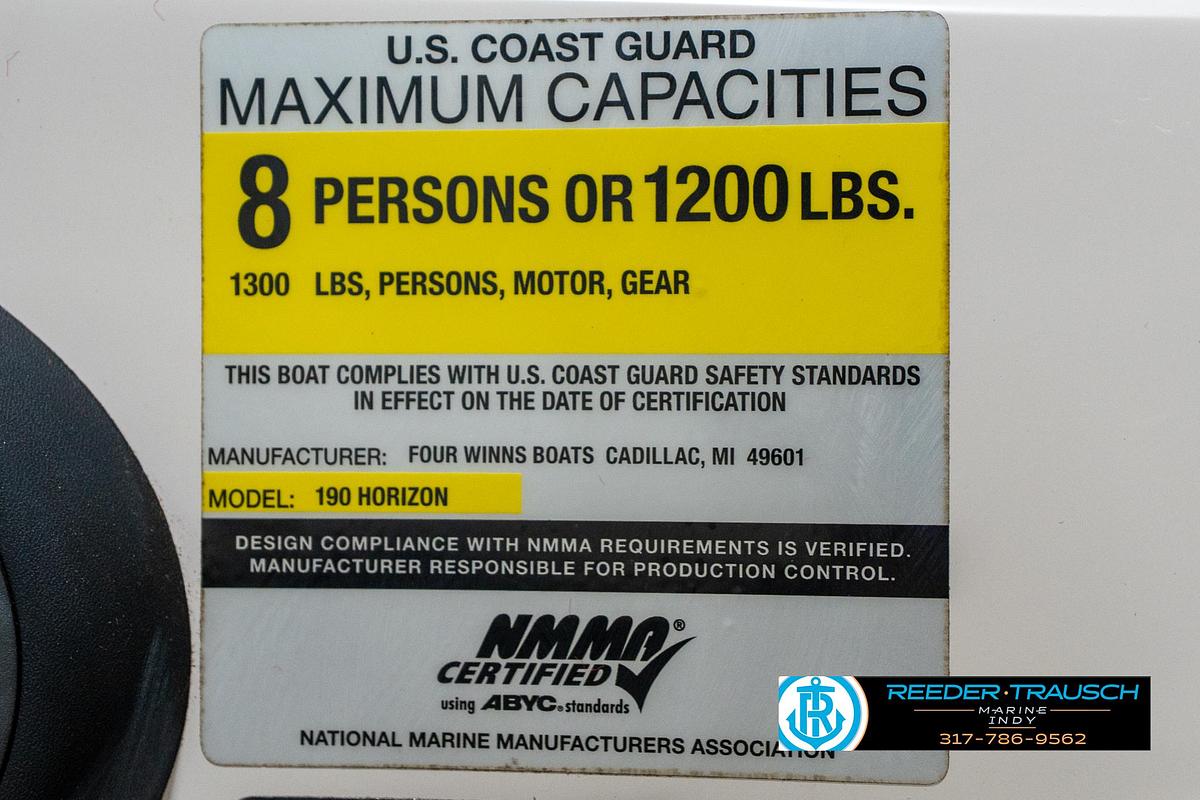 U.S. COAST GUARD
MAXIMUM CAPACITIES
8 PERSONS OR 1200 LBS.
1300 LBS, PERSONS, MOTOR, GEAR
THIS BOAT COMPLIES WITH U.S. COAST GUARD SAFETY STANDARDS
IN EFFECT ON THE DATE OF CERTIFICATION
MANUFACTURER: FOUR WINNS BOATS CADILLAC, MI 49601
MODEL: 190 HORIZON
DESIGN COMPLIANCE WITH NMMA REQUIREMENTS IS VERIFIED.
MANUFACTURER RESPONSIBLE FOR PRODUCTION CONTROL.
NMMA®
CERTIFIED
using ABYC® standards
NATIONAL MARINE MANUFACTURERS ASSOCIATION
REEDER·TRAUSCH
MARINE
INDY
317-786-9562